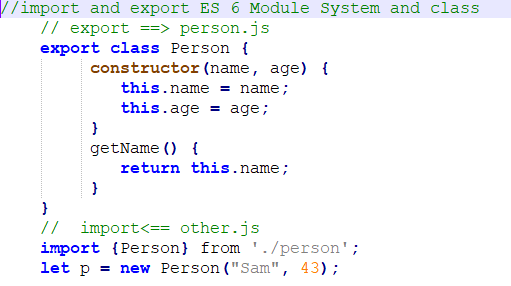 //import and export ES 6 Module System and class
// export ==> person.js
export class Person {
constructor(name, age) {
this.name = name;
this.age = age;
}
getName() {
return this.name;
}
}
//  import<== other.js
import {Person} from './person';
let p = new Person("Sam", 43);